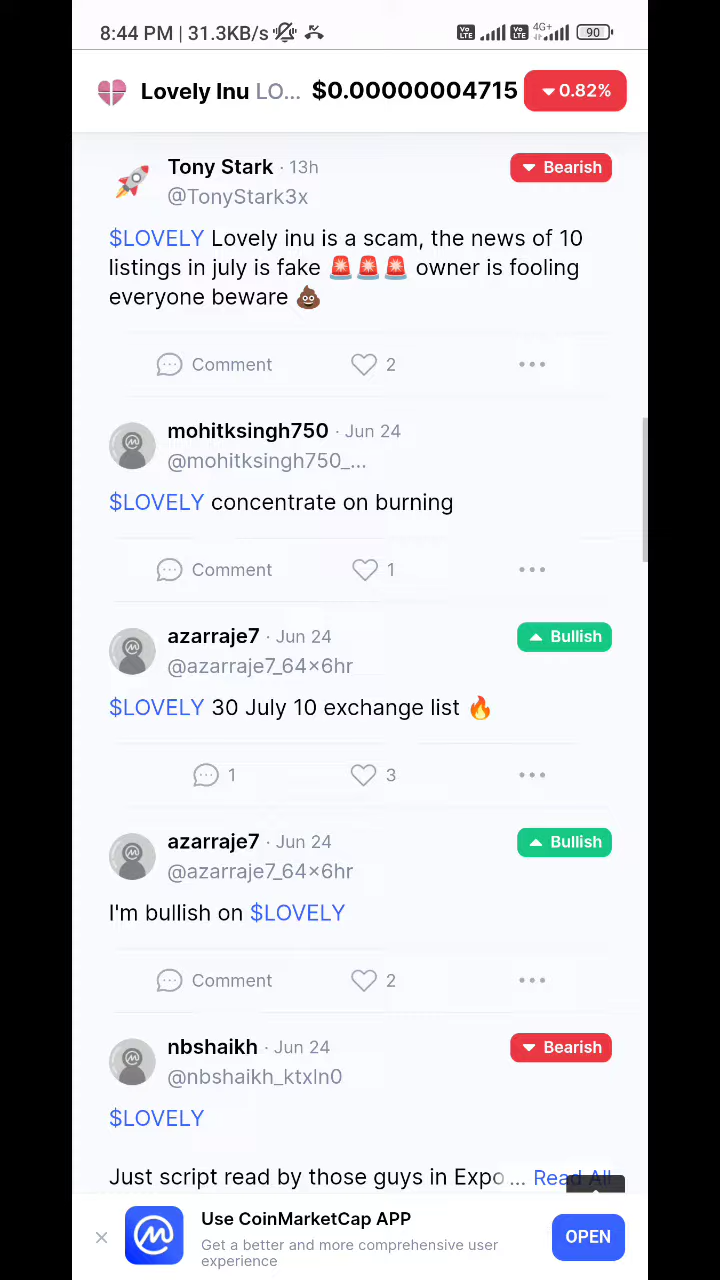 8:44 PM | 31.3KB/s Vo LTE Vo LTE 4G+ 90
Lovely Inu LO... $0.00000004715 0.82%
Tony Stark · 13h Bearish
@TonyStark3x
$LOVELY Lovely inu is a scam, the news of 10
listings in july is fake 🚨🚨🚨 owner is fooling
everyone beware 💩
Comment 2
mohitksingh750 · Jun 24
@mohitksingh750_...
$LOVELY concentrate on burning
Comment 1
azarraje7 · Jun 24 Bullish
@azarraje7_64x6hr
$LOVELY 30 July 10 exchange list 🔥
1 3
azarraje7 · Jun 24 Bullish
@azarraje7_64x6hr
I'm bullish on $LOVELY
Comment 2
nbshaikh · Jun 24 Bearish
@nbshaikh_ktxln0
$LOVELY
Just script read by those guys in Expo... Read All
Use CoinMarketCap APP
Get a better and more comprehensive user
experience
OPEN